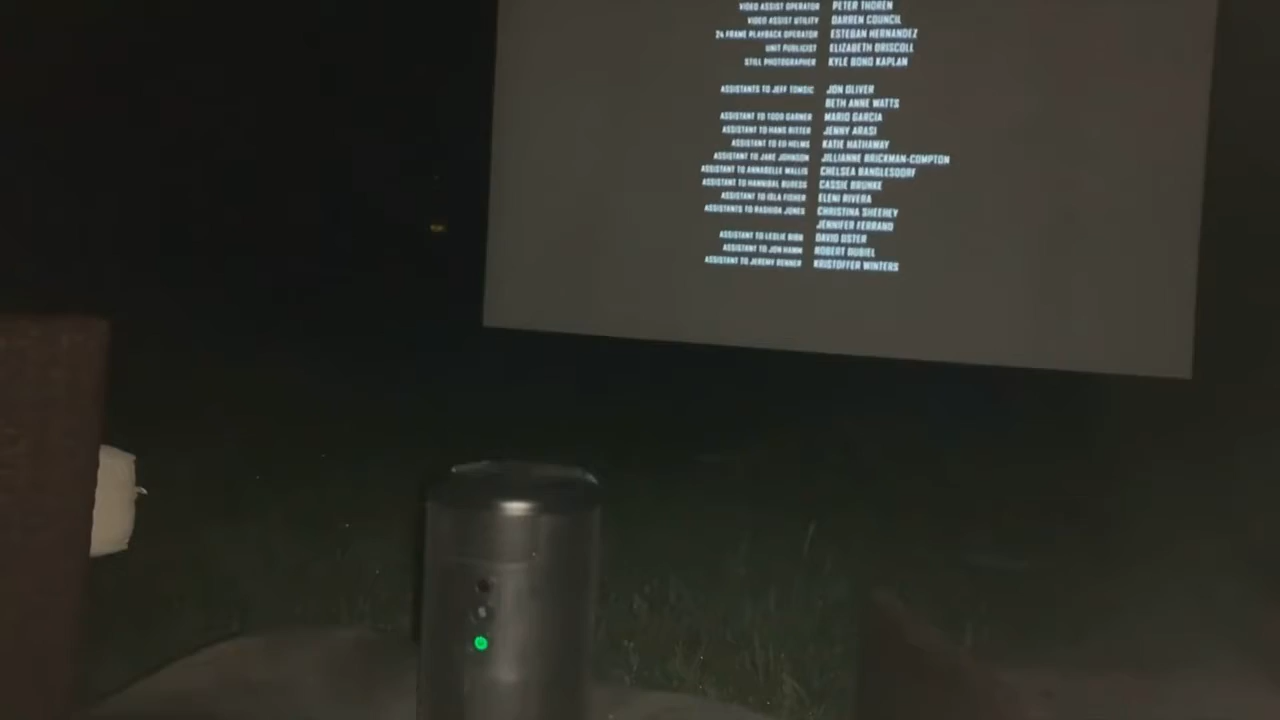 VIDEO ASSIST OPERATOR PETER THOREN
VIDEO ASSIST UTILITY DARREN COUNCIL
24 FRAME PLAYBACK OPERATOR ESTEBAN HERNANDEZ
UNIT PUBLICIST ELIZABETH DRISCOLL
STILL PHOTOGRAPHER KYLE BONO KAPLAN
ASSISTANTS TO JEFF TOMSIC JON OLIVER
BETH ANNE WATTS
ASSISTANT TO TODD GARNER MARIO GARCIA
ASSISTANT TO HANS RITTER JENNY ARASI
ASSISTANT TO ED HELMS KATIE HATHAWAY
ASSISTANT TO JAKE JOHNSON JILLIANNE BRICKMAN-COMPTON
ASSISTANT TO ANNABELLE WALLIS CHELSEA BANGLESDORF
ASSISTANT TO HANNIBAL BURESS CASSIE BRUNKE
ASSISTANT TO ISLA FISHER ELENI RIVERA
ASSISTANTS TO RASHIDA JONES CHRISTINA SHEEHEY
JENNIFER FERRAND
ASSISTANT TO LESLIE BIBB DAVID OSTER
ASSISTANT TO JON HAMM ROBERT DUBIEL
ASSISTANT TO JEREMY RENNER KRISTOFFER WINTERS